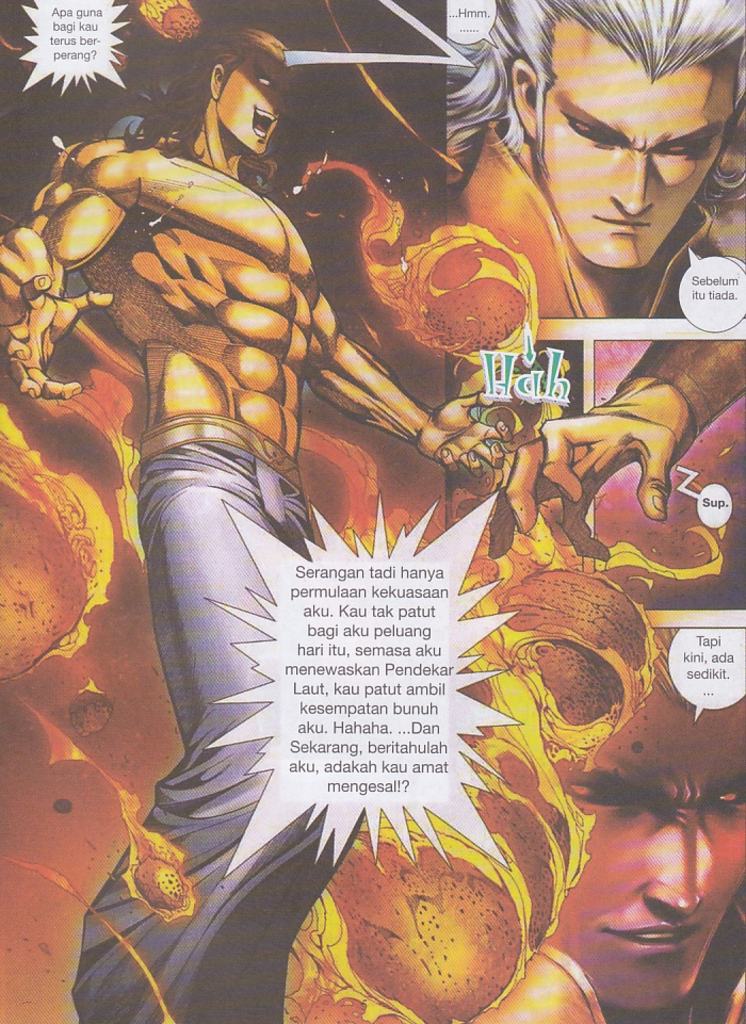 Apa guna
bagi kau
terus ber-
perang?
...Hmm.
......
Sebelum
itu tiada.
Hah
Sup.
Serangan tadi hanya
permulaan kekuasaan
aku. Kau tak patut
bagi aku peluang
hari itu, semasa aku
menewaskan Pendekar
Laut, kau patut ambil
kesempatan bunuh
aku. Hahaha. ...Dan
Sekarang, beritahulah
aku, adakah kau amat
mengesal!?
Tapi
kini, ada
sedikit.
...